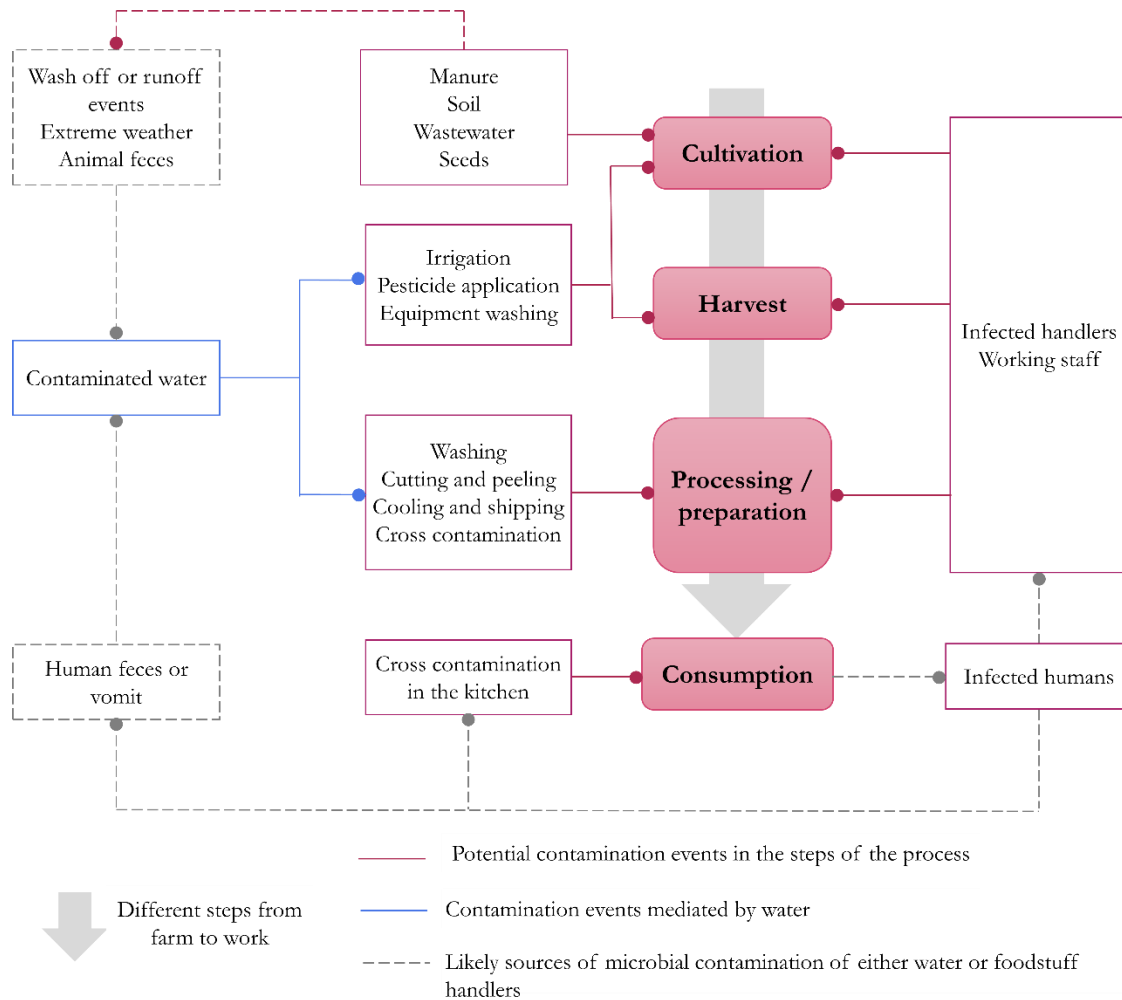 Wash off or runoff
events
Extreme weather
Animal feces
Manure
Soil
Wastewater
Seeds
Cultivation
Irrigation
Pesticide application
Equipment washing
Harvest
Infected handlers
Working staff
Contaminated water
Washing
Cutting and peeling
Cooling and shipping
Cross contamination
Processing /
preparation
Human feces or
vomit
Cross contamination
in the kitchen
Consumption
Infected humans
Potential contamination events in the steps of the process
Different steps from
farm to work
Contamination events mediated by water
Likely sources of microbial contamination of either water or foodstuff
handlers